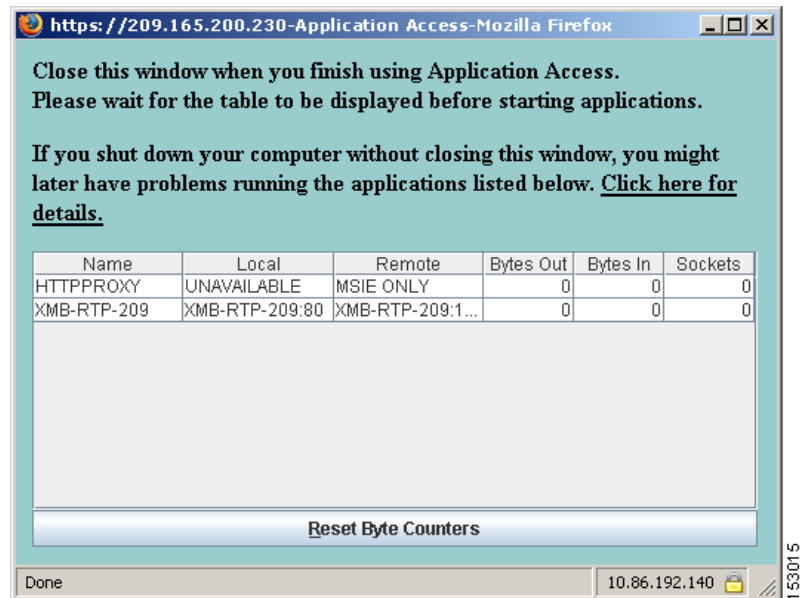 https://209.165.200.230-Application Access-Mozilla Firefox
Close this window when you finish using Application Access.
Please wait for the table to be displayed before starting applications.
If you shut down your computer without closing this window, you might
later have problems running the applications listed below. Click here for
details.
Name Local Remote Bytes Out Bytes In Sockets
HTTPPROXY UNAVAILABLE MSIE ONLY 0 0 0
XMB-RTP-209 XMB-RTP-209:80 XMB-RTP-209:1... 0 0 0
Reset Byte Counters
Done 10.86.192.140
153015